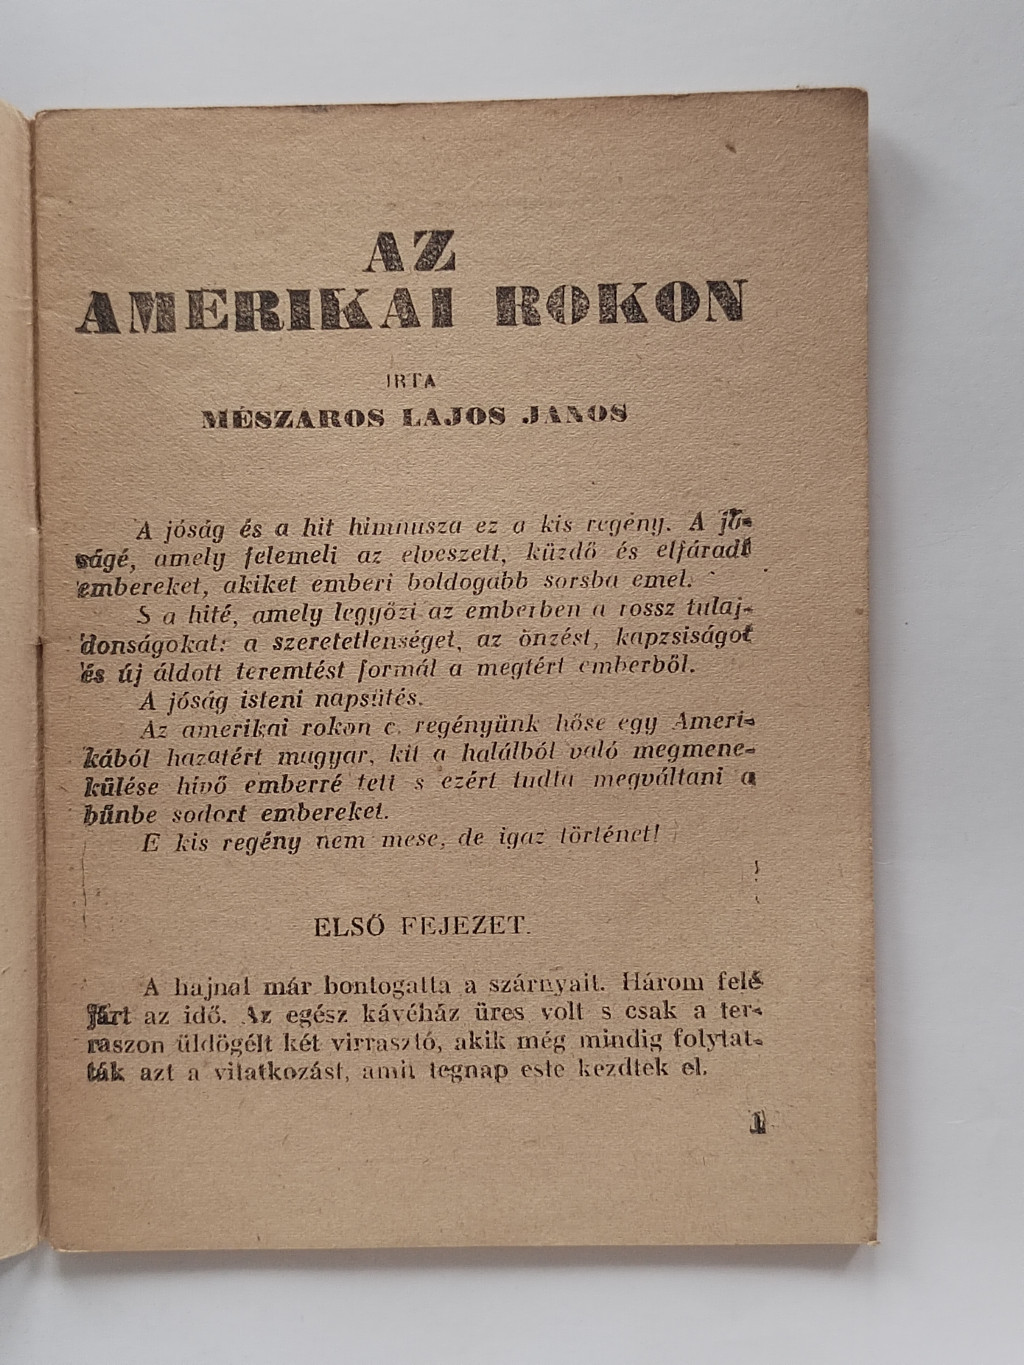 AZ
AMERIKAI ROKON
IRTA
MÉSZAROS LAJOS JANOS
A jóság és a hit himnusza ez a kis regény. A jó-
ságé, amely felemeli az elveszett, küzdő és elfáradt
embereket, akiket emberi boldogabb sorsba emel.
S a hité, amely legyőzi az emberben a rossz tulaj-
donságokat: a szeretetlenséget, az önzést, kapzsiságot
és új áldott teremtést formál a megtért emberből.
A jóság isteni napsütés.
Az amerikai rokon c. regényünk hőse egy Ameri-
kából hazatért magyar, kit a halálból való megmene-
külése hívő emberré tett s ezért tudta megváltani a
bűnbe sodort embereket.
E kis regény nem mese, de igaz történet!
ELSŐ FEJEZET.
A hajnal már bontogatta a szárnyait. Három felé
járt az idő. Az egész kávéház üres volt s csak a ter-
raszon üldögélt két virrasztó, akik még mindig folytat-
ták azt a vitatkozást, amit tegnap este kezdtek el.
1